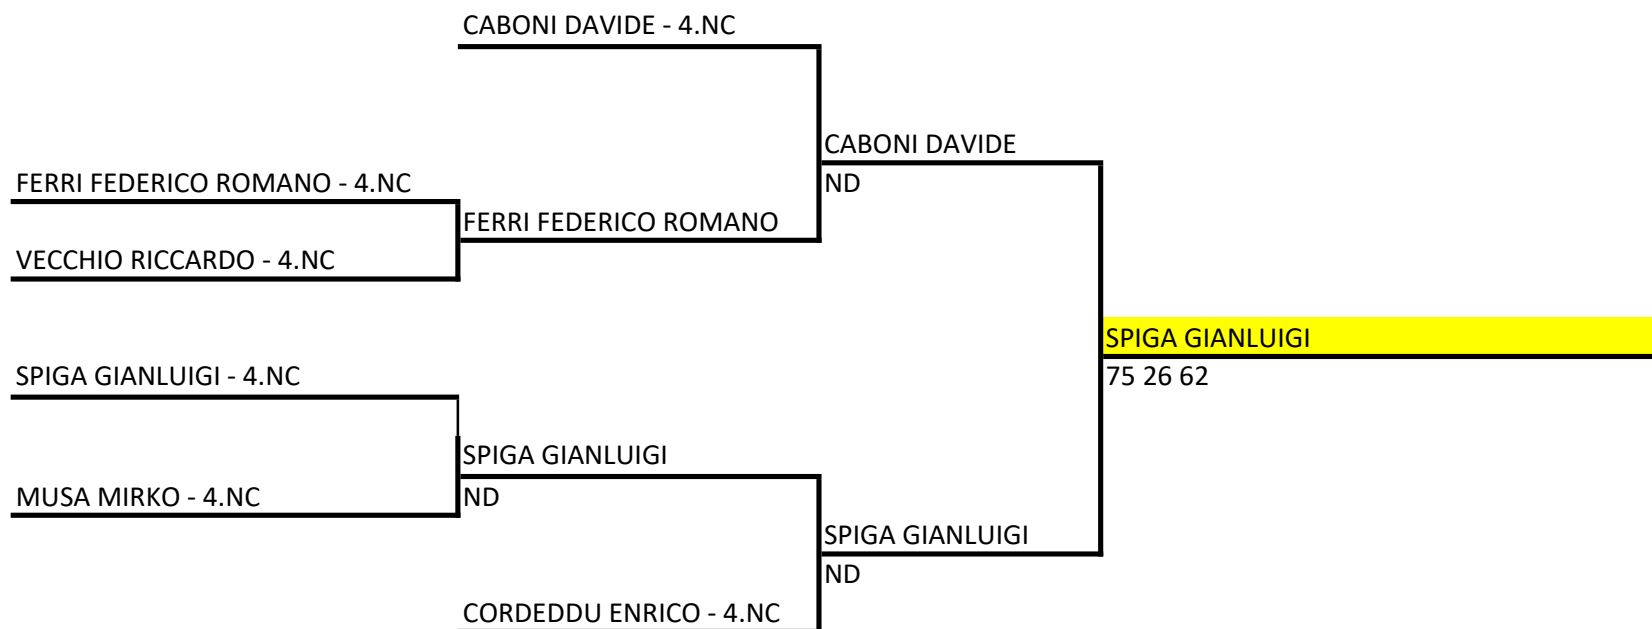 CABONI DAVIDE - 4.NC
CABONI DAVIDE
FERRI FEDERICO ROMANO - 4.NC
ND
FERRI FEDERICO ROMANO
VECCHIO RICCARDO - 4.NC
SPIGA GIANLUIGI
SPIGA GIANLUIGI - 4.NC
75 26 62
SPIGA GIANLUIGI
MUSA MIRKO - 4.NC
ND
SPIGA GIANLUIGI
ND
CORDEDDU ENRICO - 4.NC